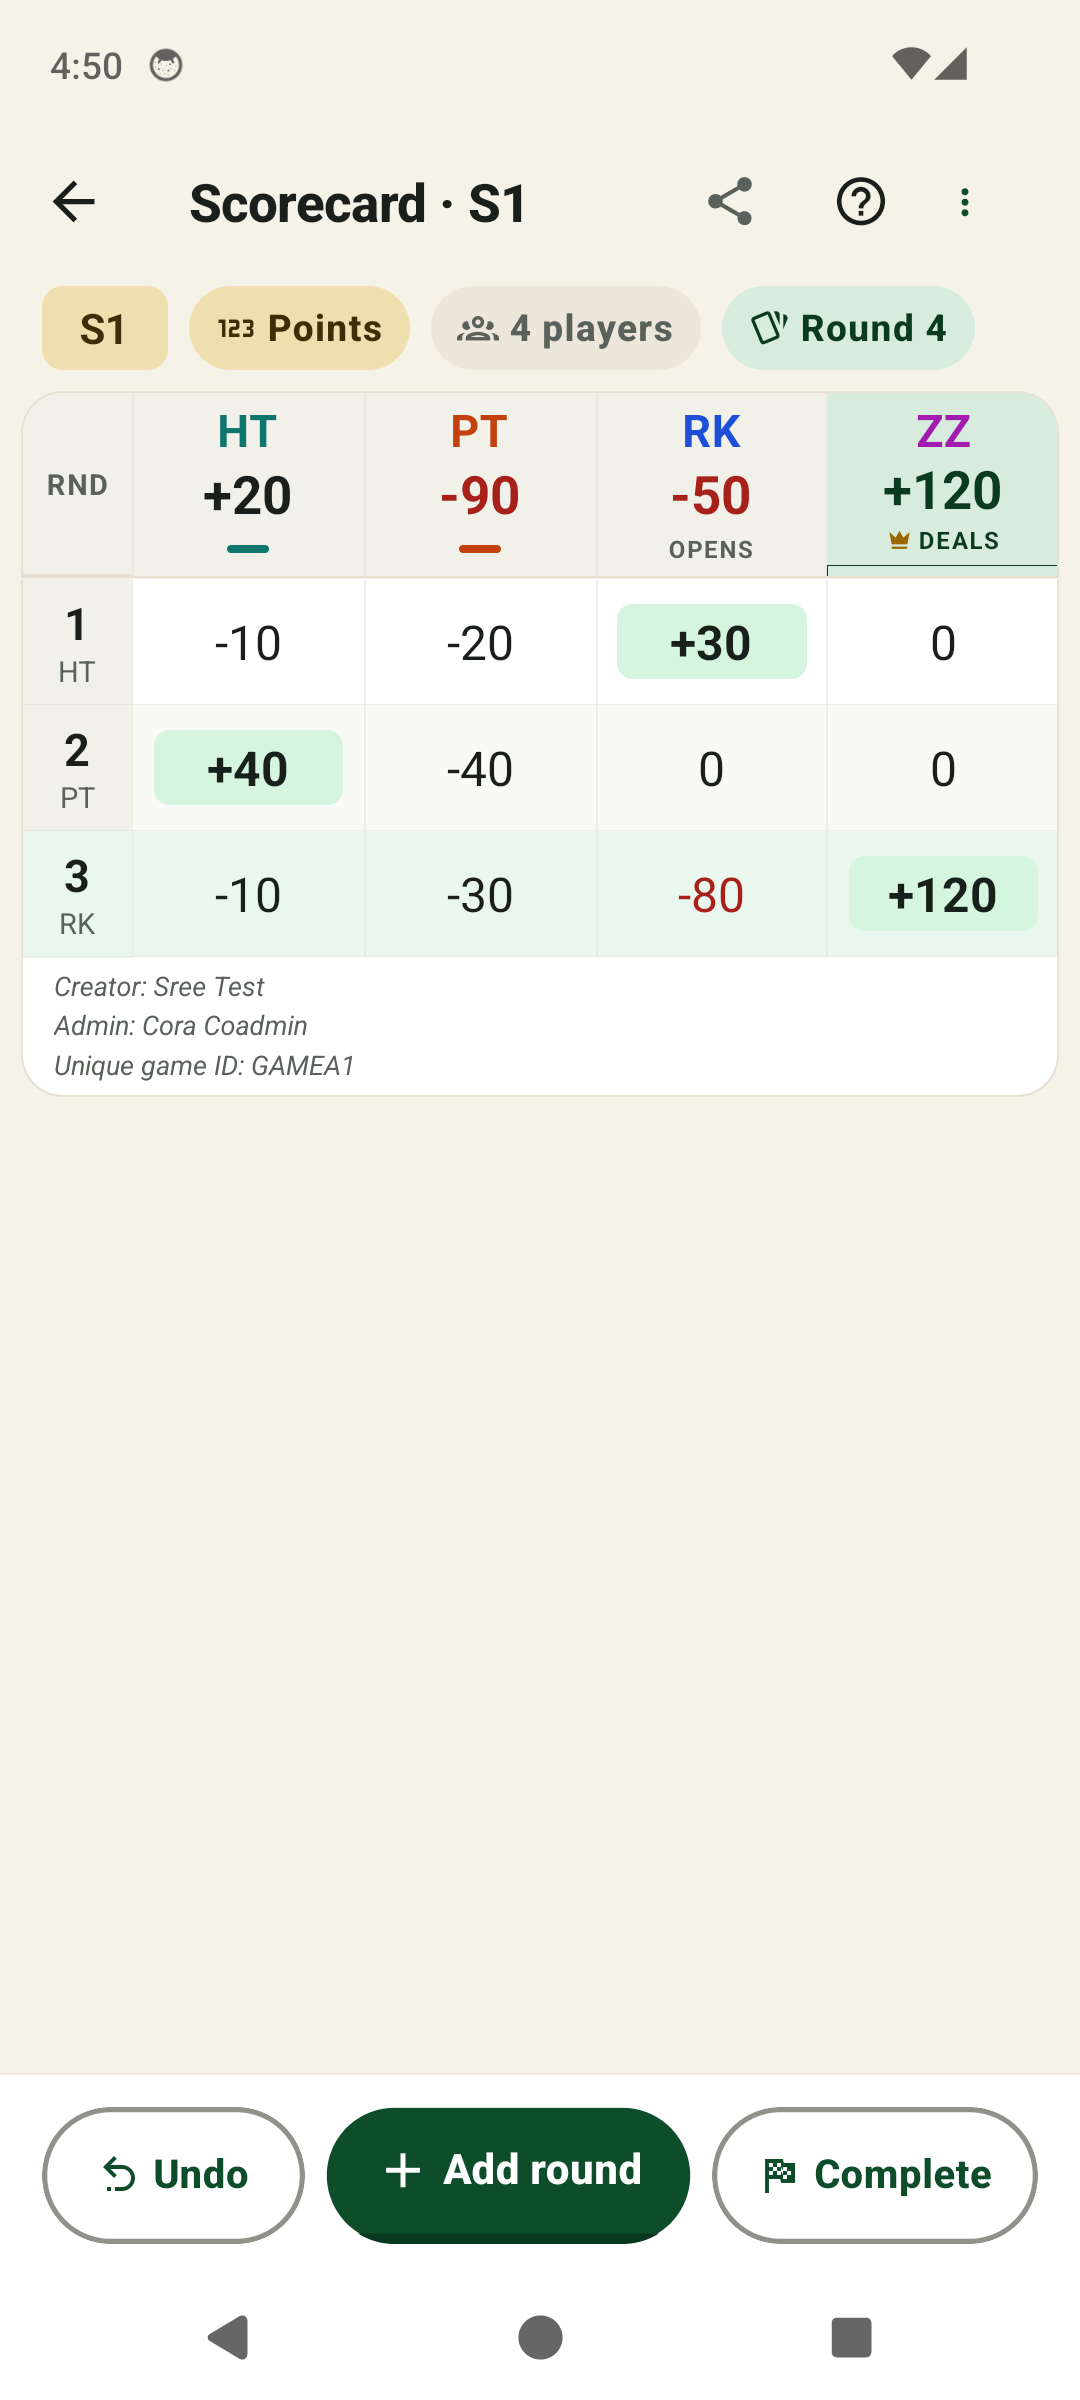 4:50
Scorecard · S1
S1
123 Points
4 players
Round 4
RND
HT
+20
PT
-90
RK
-50
OPENS
ZZ
+120
DEALS
1
HT
-10
-20
+30
0
2
PT
+40
-40
0
0
3
RK
-10
-30
-80
+120
Creator: Sree Test
Admin: Cora Coadmin
Unique game ID: GAMEA1
Undo
+ Add round
Complete